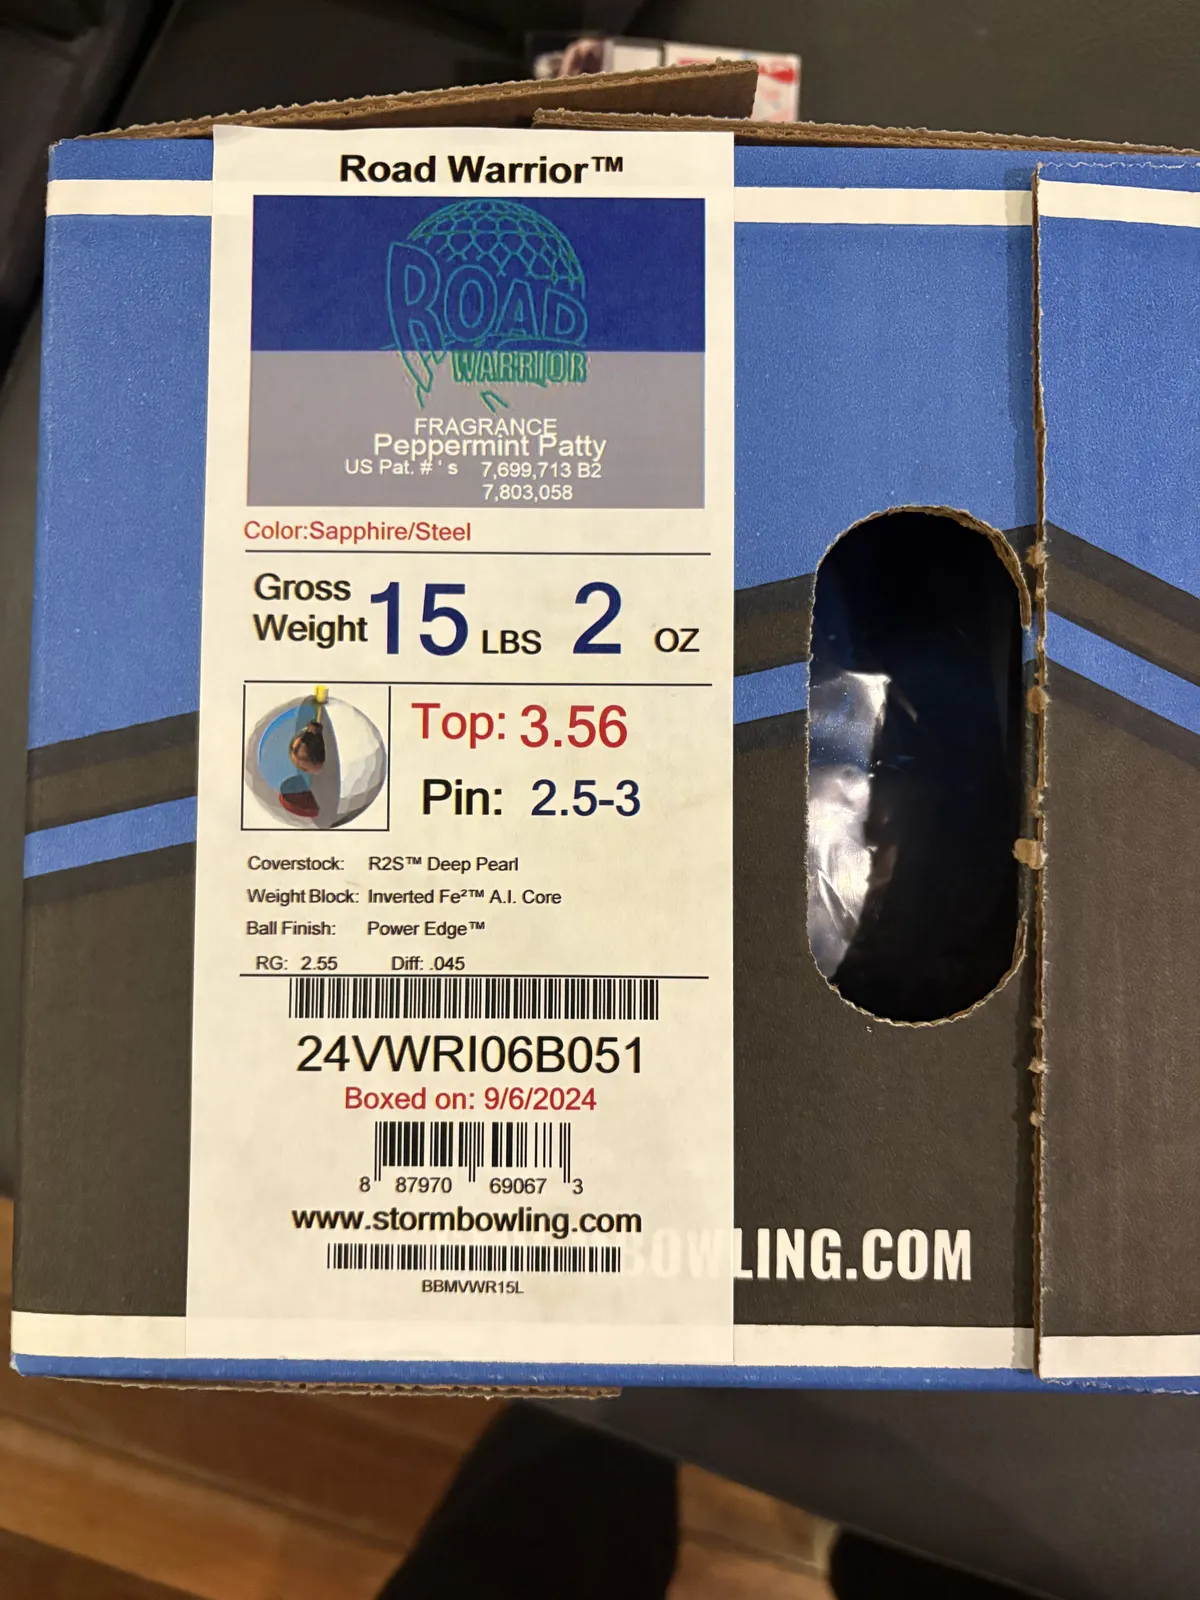 Road Warrior™
ROAD
WARRIOR
FRAGRANCE
Peppermint Patty
US Pat. # ' s 7,699,713 B2
7,803,058
Color:Sapphire/Steel
Gross
Weight 15 LBS 2 OZ
Top: 3.56
Pin: 2.5-3
Coverstock: R2S™ Deep Pearl
Weight Block: Inverted Fe²™ A.I. Core
Ball Finish: Power Edge™
RG: 2.55 Diff: .045
24VWRI06B051
Boxed on: 9/6/2024
8 87970 69067 3
www.stormbowling.com
BOWLING.COM
BBMVWR15L